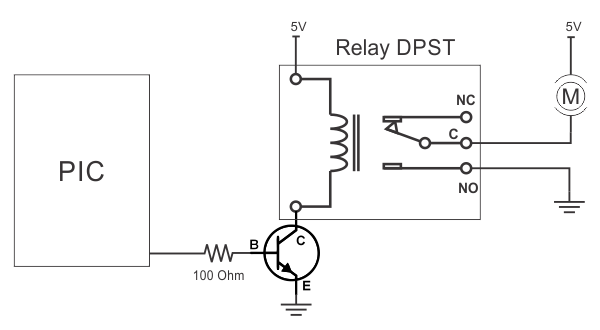 5V
5V
Relay DPST
M
NC
PIC
C
NO
B
C
100 Ohm
E